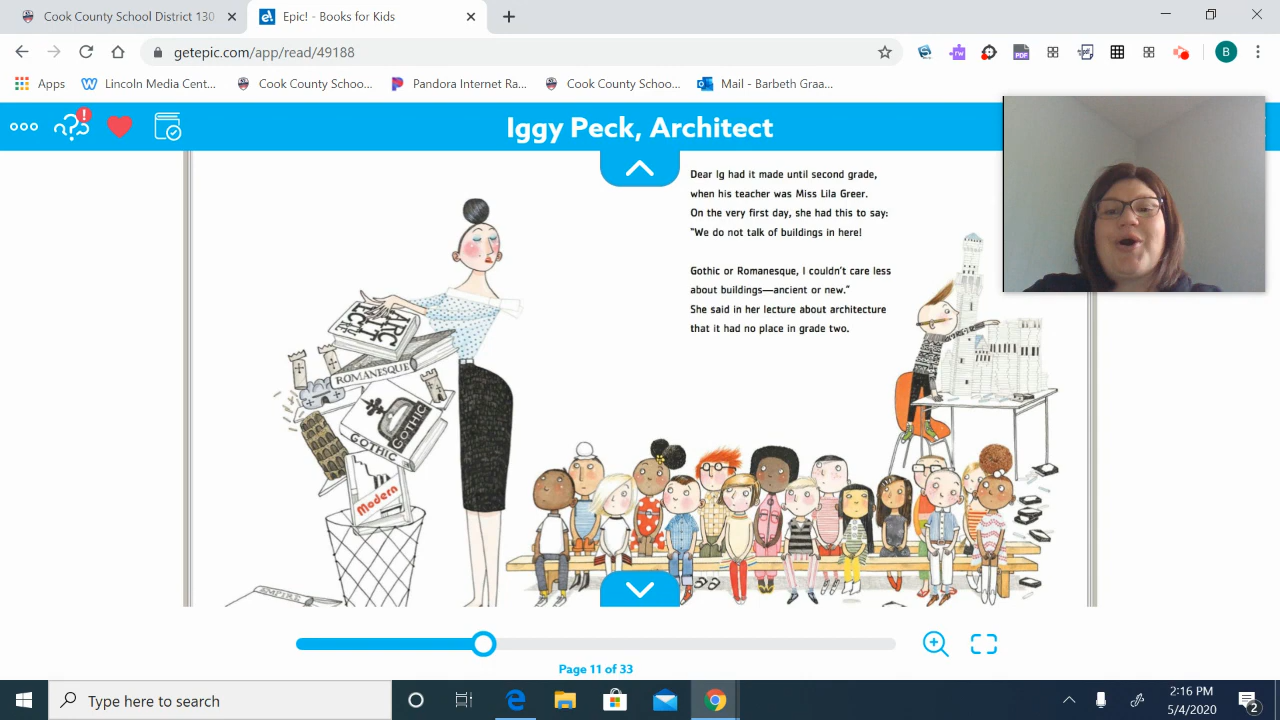 Cook County School District 130
Epic! - Books for Kids
getepic.com/app/read/49188
PDF
B
Apps
Lincoln Media Cent...
Cook County Schoo...
Pandora Internet Ra...
Cook County Schoo...
Mail - Barbeth Graa...
Iggy Peck, Architect
Dear Ig had it made until second grade,
when his teacher was Miss Lila Greer.
On the very first day, she had this to say:
"We do not talk of buildings in here!
Gothic or Romanesque, I couldn't care less
about buildings—ancient or new."
She said in her lecture about architecture
that it had no place in grade two.
ROMANESQUE
GOTHIC
GOTHIC
Modern
EMPIRE
Page 11 of 33
Type here to search
2:16 PM
5/4/2020
2